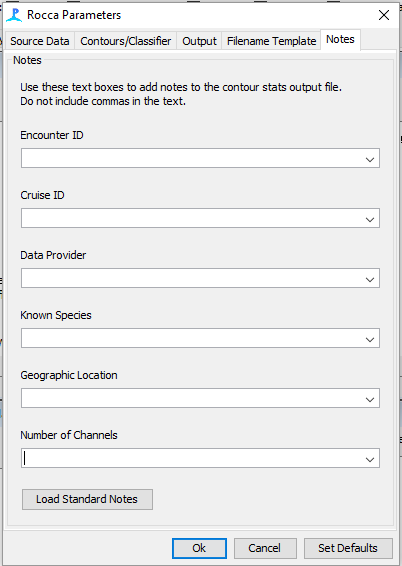 Rocca Parameters
Source Data Contours/Classifier Output Filename Template Notes
Notes
Use these text boxes to add notes to the contour stats output file.
Do not include commas in the text.
Encounter ID
Cruise ID
Data Provider
Known Species
Geographic Location
Number of Channels
Load Standard Notes
Ok Cancel Set Defaults